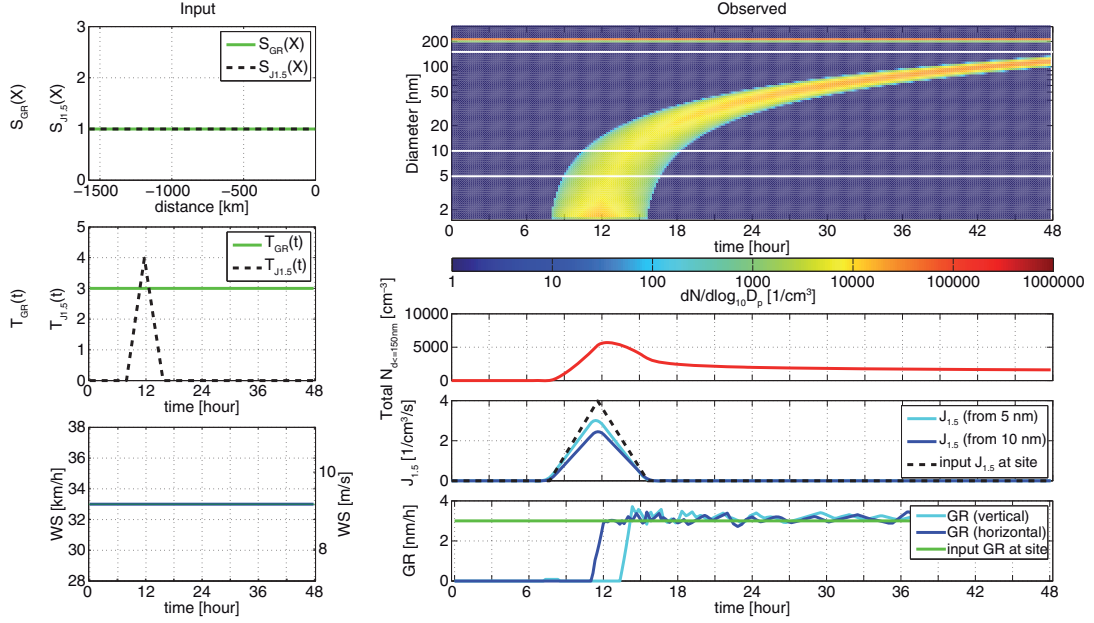 Input
3
2
1
0
S_GR(X)
S_J1.5(X)
S_GR(X)
S_J1.5(X)
−1500
−1000
−500
0
distance [km]
5
4
3
2
1
0
T_GR(t)
T_J1.5(t)
T_GR(t)
T_J1.5(t)
0
12
24
36
48
time [hour]
38
36
34
32
30
28
WS [km/h]
10
8
WS [m/s]
0
12
24
36
48
time [hour]
Observed
200
100
50
20
10
5
2
Diameter [nm]
0
6
12
18
24
30
36
42
48
time [hour]
1
10
100
1000
10000
100000
1000000
dN/dlog₁₀D_p [1/cm³]
10000
5000
0
Total N_d<=150nm [cm⁻³]
4
2
0
J_1.5 [1/cm³/s]
J_1.5 (from 5 nm)
J_1.5 (from 10 nm)
input J_1.5 at site
4
2
0
GR [nm/h]
GR (vertical)
GR (horizontal)
input GR at site
0
6
12
18
24
30
36
42
48
time [hour]